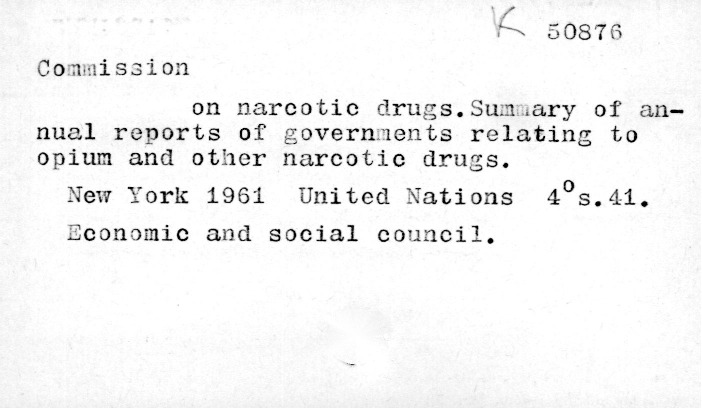 K 50876
Commission
on narcotic drugs.Summary of an-
nual reports of governments relating to
opium and other narcotic drugs.
New York 1961 United Nations 4°s.41.
Economic and social council.